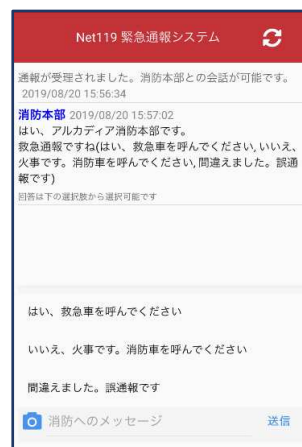 Net119 緊急通報システム
通報が受理されました。消防本部との会話が可能です。
2019/08/20 15:56:34
消防本部 2019/08/20 15:57:02
はい、アルカディア消防本部です。
救急通報ですね(はい、救急車を呼んでください, いいえ、
火事です。消防車を呼んでください, 間違えました。誤通
報です)
回答は下の選択肢から選択可能です
はい、救急車を呼んでください
いいえ、火事です。消防車を呼んでください
間違えました。誤通報です
消防へのメッセージ 送信